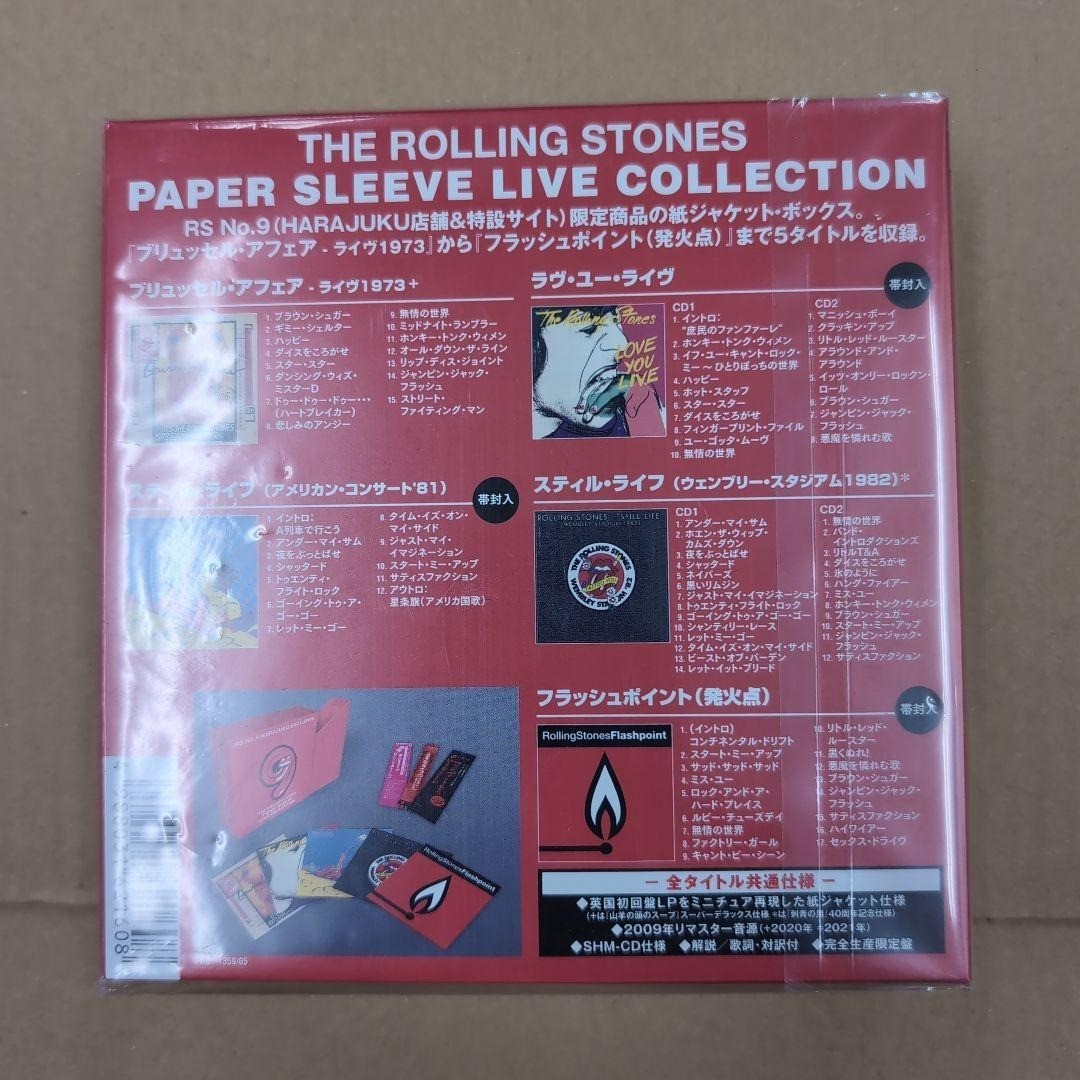 THE ROLLING STONES
PAPER SLEEVE LIVE COLLECTION
RS No.9(HARAJUKU店舗&特設サイト)限定商品の紙ジャケット・ボックス。
『ブリュッセル・アフェア - ライヴ1973』から『フラッシュポイント(発火点)』まで5タイトルを収録。
ブリュッセル・アフェア - ライヴ1973+
1. ブラウン・シュガー
2. ギミー・シェルター
3. ハッピー
4. ダイスをころがせ
5. スター・スター
6. ダンシング・ウィズ・
ミスターD
7. ドゥー・ドゥー・ドゥー・・・
(ハートブレイカー)
8. 悲しみのアンジー
9. 無情の世界
10. ミッドナイト・ランブラー
11. ホンキー・トンク・ウィメン
12. オール・ダウン・ザ・ライン
13. リップ・ディス・ジョイント
14. ジャンピン・ジャック・
フラッシュ
15. ストリート・
ファイティング・マン
ラヴ・ユー・ライヴ
帯封入
The Rolling Stones
LOVE
YOU
LIVE
CD1
1. イントロ:
"庶民のファンファーレ"
2. ホンキー・トンク・ウィメン
3. イフ・ユー・キャント・ロック・
ミー ～ ひとりぼっちの世界
4. ハッピー
5. ホット・スタッフ
6. スター・スター
7. ダイスをころがせ
8. フィンガープリント・ファイル
9. ユー・ゴッタ・ムーヴ
10. 無情の世界
CD2
1. マニッシュ・ボーイ
2. クラッキン・アップ
3. リトル・レッド・ルースター
4. アラウンド・アンド・
アラウンド
5. イッツ・オンリー・ロックン・
ロール
6. ブラウン・シュガー
7. ジャンピン・ジャック・
フラッシュ
8. 悪魔を憐れむ歌
スティル・ライフ (アメリカン・コンサート'81)
帯封入
1. イントロ:
A列車で行こう
2. アンダー・マイ・サム
3. 夜をぶっとばせ
4. シャッタード
5. トゥエンティ・
フライト・ロック
6. ゴーイング・トゥ・ア・
ゴー・ゴー
7. レット・ミー・ゴー
8. タイム・イズ・オン・
マイ・サイド
9. ジャスト・マイ・
イマジネーション
10. スタート・ミー・アップ
11. サティスファクション
12. アウトロ:
星条旗(アメリカ国歌)
スティル・ライフ (ウェンブリー・スタジアム1982)*
ROLLING STONES "STILL LIFE"
THE ROLLING STONES
WEMBLEY STADIUM '82
CD1
1. アンダー・マイ・サム
2. ホエン・ザ・ウィップ・
カムズ・ダウン
3. 夜をぶっとばせ
4. シャッタード
5. ネイバーズ
6. 黒いリムジン
7. ジャスト・マイ・イマジネーション
8. トゥエンティ・フライト・ロック
9. ゴーイング・トゥ・ア・ゴー・ゴー
10. シャンティリー・レース
11. レット・ミー・ゴー
12. タイム・イズ・オン・マイ・サイド
13. ビースト・オブ・バーデン
14. レット・イット・ブリード
CD2
1. 無情の世界
2. バンド・
イントロダクションズ
3. リトルT&A
4. ダイスをころがせ
5. 氷のように
6. ハング・ファイアー
7. ミス・ユー
8. ホンキー・トンク・ウィメン
9. ブラウン・シュガー
10. スタート・ミー・アップ
11. ジャンピン・ジャック・
フラッシュ
12. サティスファクション
フラッシュポイント(発火点)
帯封入
RollingStonesFlashpoint
1. (イントロ)
コンチネンタル・ドリフト
2. スタート・ミー・アップ
3. サッド・サッド・サッド
4. ミス・ユー
5. ロック・アンド・ア・
ハード・プレイス
6. ルビー・チューズデイ
7. 無情の世界
8. ファクトリー・ガール
9. キャント・ビー・シーン
10. リトル・レッド・
ルースター
11. 黒くぬれ!
12. 悪魔を憐れむ歌
13. ブラウン・シュガー
14. ジャンピン・ジャック・
フラッシュ
15. サティスファクション
16. ハイワイアー
17. セックス・ドライヴ
RS NO.9 HARAJUKU EXCLUSIVE
The Rolling Stones
RollingStonesFlashpoint
― 全タイトル共通仕様 ―
◆英国初回盤LPをミニチュア再現した紙ジャケット仕様
(+は「山羊の頭のスープ」スーパーデラックス仕様 *は「刺青の男」40周年記念仕様)
◆2009年リマスター音源(+2020年 *2021年)
◆SHM-CD仕様 ◆解説/歌詞・対訳付 ◆完全生産限定盤